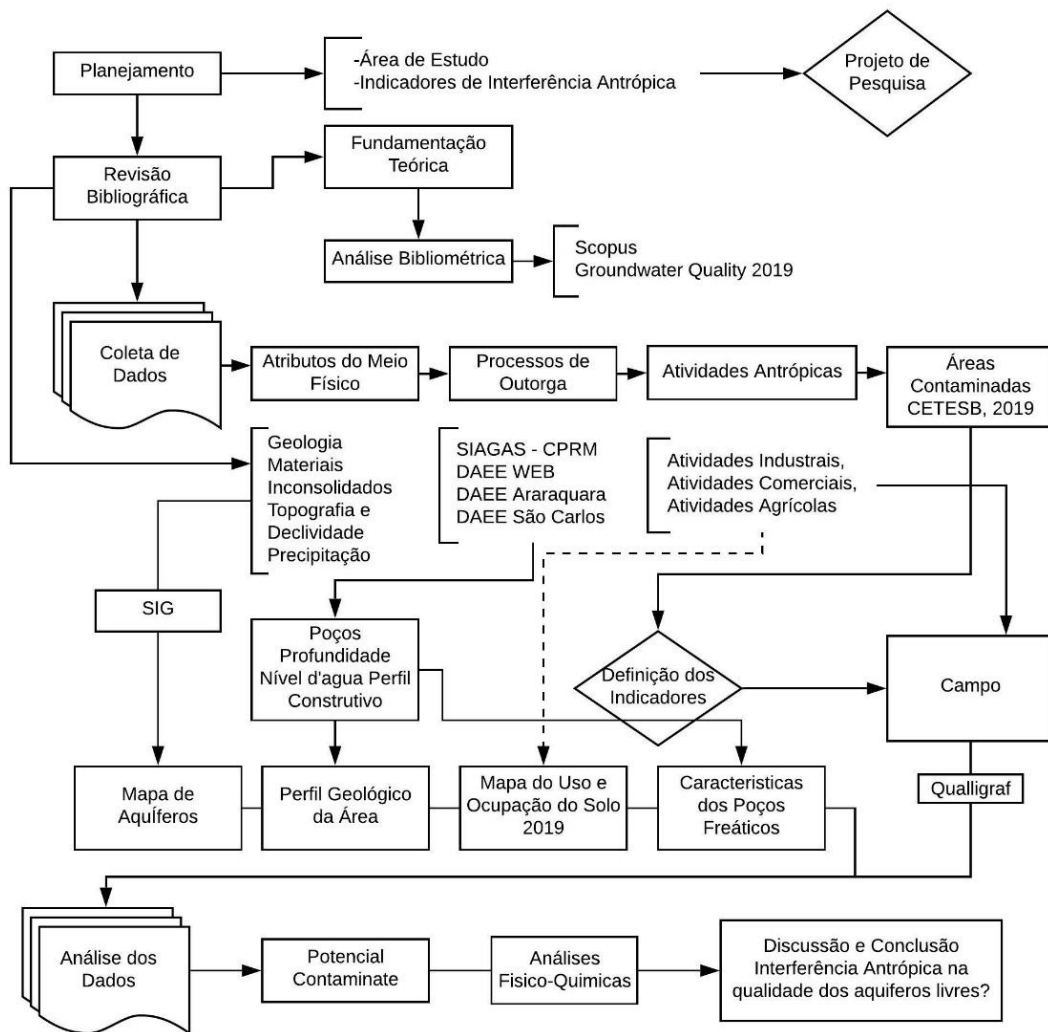 Planejamento
-Área de Estudo
-Indicadores de Interferência Antrópica
Projeto de
Pesquisa
Revisão
Bibliográfica
Fundamentação
Teórica
Análise Bibliométrica
Scopus
Groundwater Quality 2019
Coleta de
Dados
Atributos do Meio
Físico
Processos de
Outorga
Atividades Antrópicas
Áreas
Contaminadas
CETESB, 2019
Geologia
Materiais
Inconsolidados
Topografia e
Declividade
Precipitação
SIAGAS - CPRM
DAEE WEB
DAEE Araraquara
DAEE São Carlos
Atividades Industrais,
Atividades Comerciais,
Atividades Agrícolas
SIG
Poços
Profundidade
Nível d'agua Perfil
Construtivo
Definição dos
Indicadores
Campo
Qualligraf
Mapa de
Aquíferos
Perfil Geológico
da Área
Mapa do Uso e
Ocupação do Solo
2019
Caracteristicas
dos Poços
Freáticos
Análise dos
Dados
Potencial
Contaminate
Análises
Fisico-Quimicas
Discussão e Conclusão
Interferência Antrópica na
qualidade dos aquiferos livres?